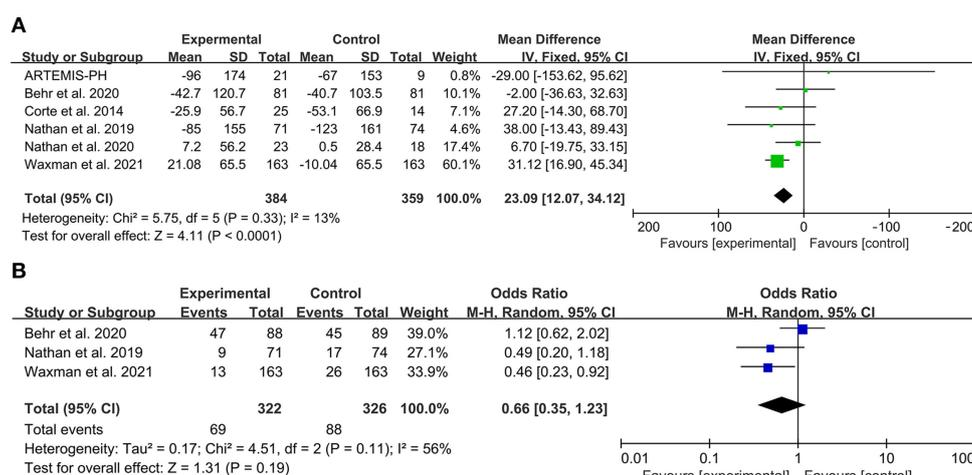 A
Expermental Control Mean Difference Mean Difference
Study or Subgroup Mean SD Total Mean SD Total Weight IV, Fixed, 95% CI IV, Fixed, 95% CI
ARTEMIS-PH -96 174 21 -67 153 9 0.8% -29.00 [-153.62, 95.62]
Behr et al. 2020 -42.7 120.7 81 -40.7 103.5 81 10.1% -2.00 [-36.63, 32.63]
Corte et al. 2014 -25.9 56.7 25 -53.1 66.9 14 7.1% 27.20 [-14.30, 68.70]
Nathan et al. 2019 -85 155 71 -123 161 74 4.6% 38.00 [-13.43, 89.43]
Nathan et al. 2020 7.2 56.2 23 0.5 28.4 18 17.4% 6.70 [-19.75, 33.15]
Waxman et al. 2021 21.08 65.5 163 -10.04 65.5 163 60.1% 31.12 [16.90, 45.34]
Total (95% CI) 384 359 100.0% 23.09 [12.07, 34.12]
Heterogeneity: Chi² = 5.75, df = 5 (P = 0.33); I² = 13%
Test for overall effect: Z = 4.11 (P < 0.0001)
200 100 0 -100 -200
Favours [experimental] Favours [control]
B
Experimental Control Odds Ratio Odds Ratio
Study or Subgroup Events Total Events Total Weight M-H, Random, 95% CI M-H, Random, 95% CI
Behr et al. 2020 47 88 45 89 39.0% 1.12 [0.62, 2.02]
Nathan et al. 2019 9 71 17 74 27.1% 0.49 [0.20, 1.18]
Waxman et al. 2021 13 163 26 163 33.9% 0.46 [0.23, 0.92]
Total (95% CI) 322 326 100.0% 0.66 [0.35, 1.23]
Total events 69 88
Heterogeneity: Tau² = 0.17; Chi² = 4.51, df = 2 (P = 0.11); I² = 56%
Test for overall effect: Z = 1.31 (P = 0.19)
0.01 0.1 1 10 100
Favours [experimental] Favours [control]